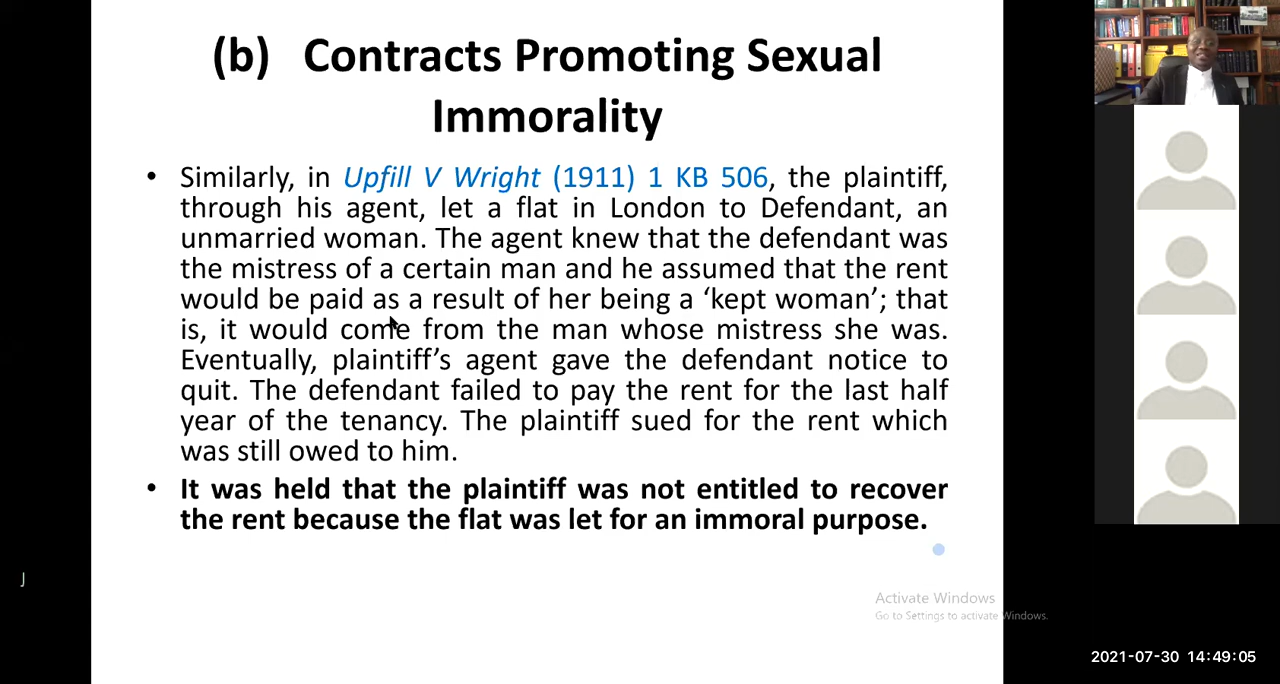 (b) Contracts Promoting Sexual
Immorality
• Similarly, in Upfill V Wright (1911) 1 KB 506, the plaintiff,
through his agent, let a flat in London to Defendant, an
unmarried woman. The agent knew that the defendant was
the mistress of a certain man and he assumed that the rent
would be paid as a result of her being a ‘kept woman’; that
is, it would come from the man whose mistress she was.
Eventually, plaintiff’s agent gave the defendant notice to
quit. The defendant failed to pay the rent for the last half
year of the tenancy. The plaintiff sued for the rent which
was still owed to him.
• It was held that the plaintiff was not entitled to recover
the rent because the flat was let for an immoral purpose.
J
Activate Windows
Go to Settings to activate Windows.
2021-07-30 14:49:05